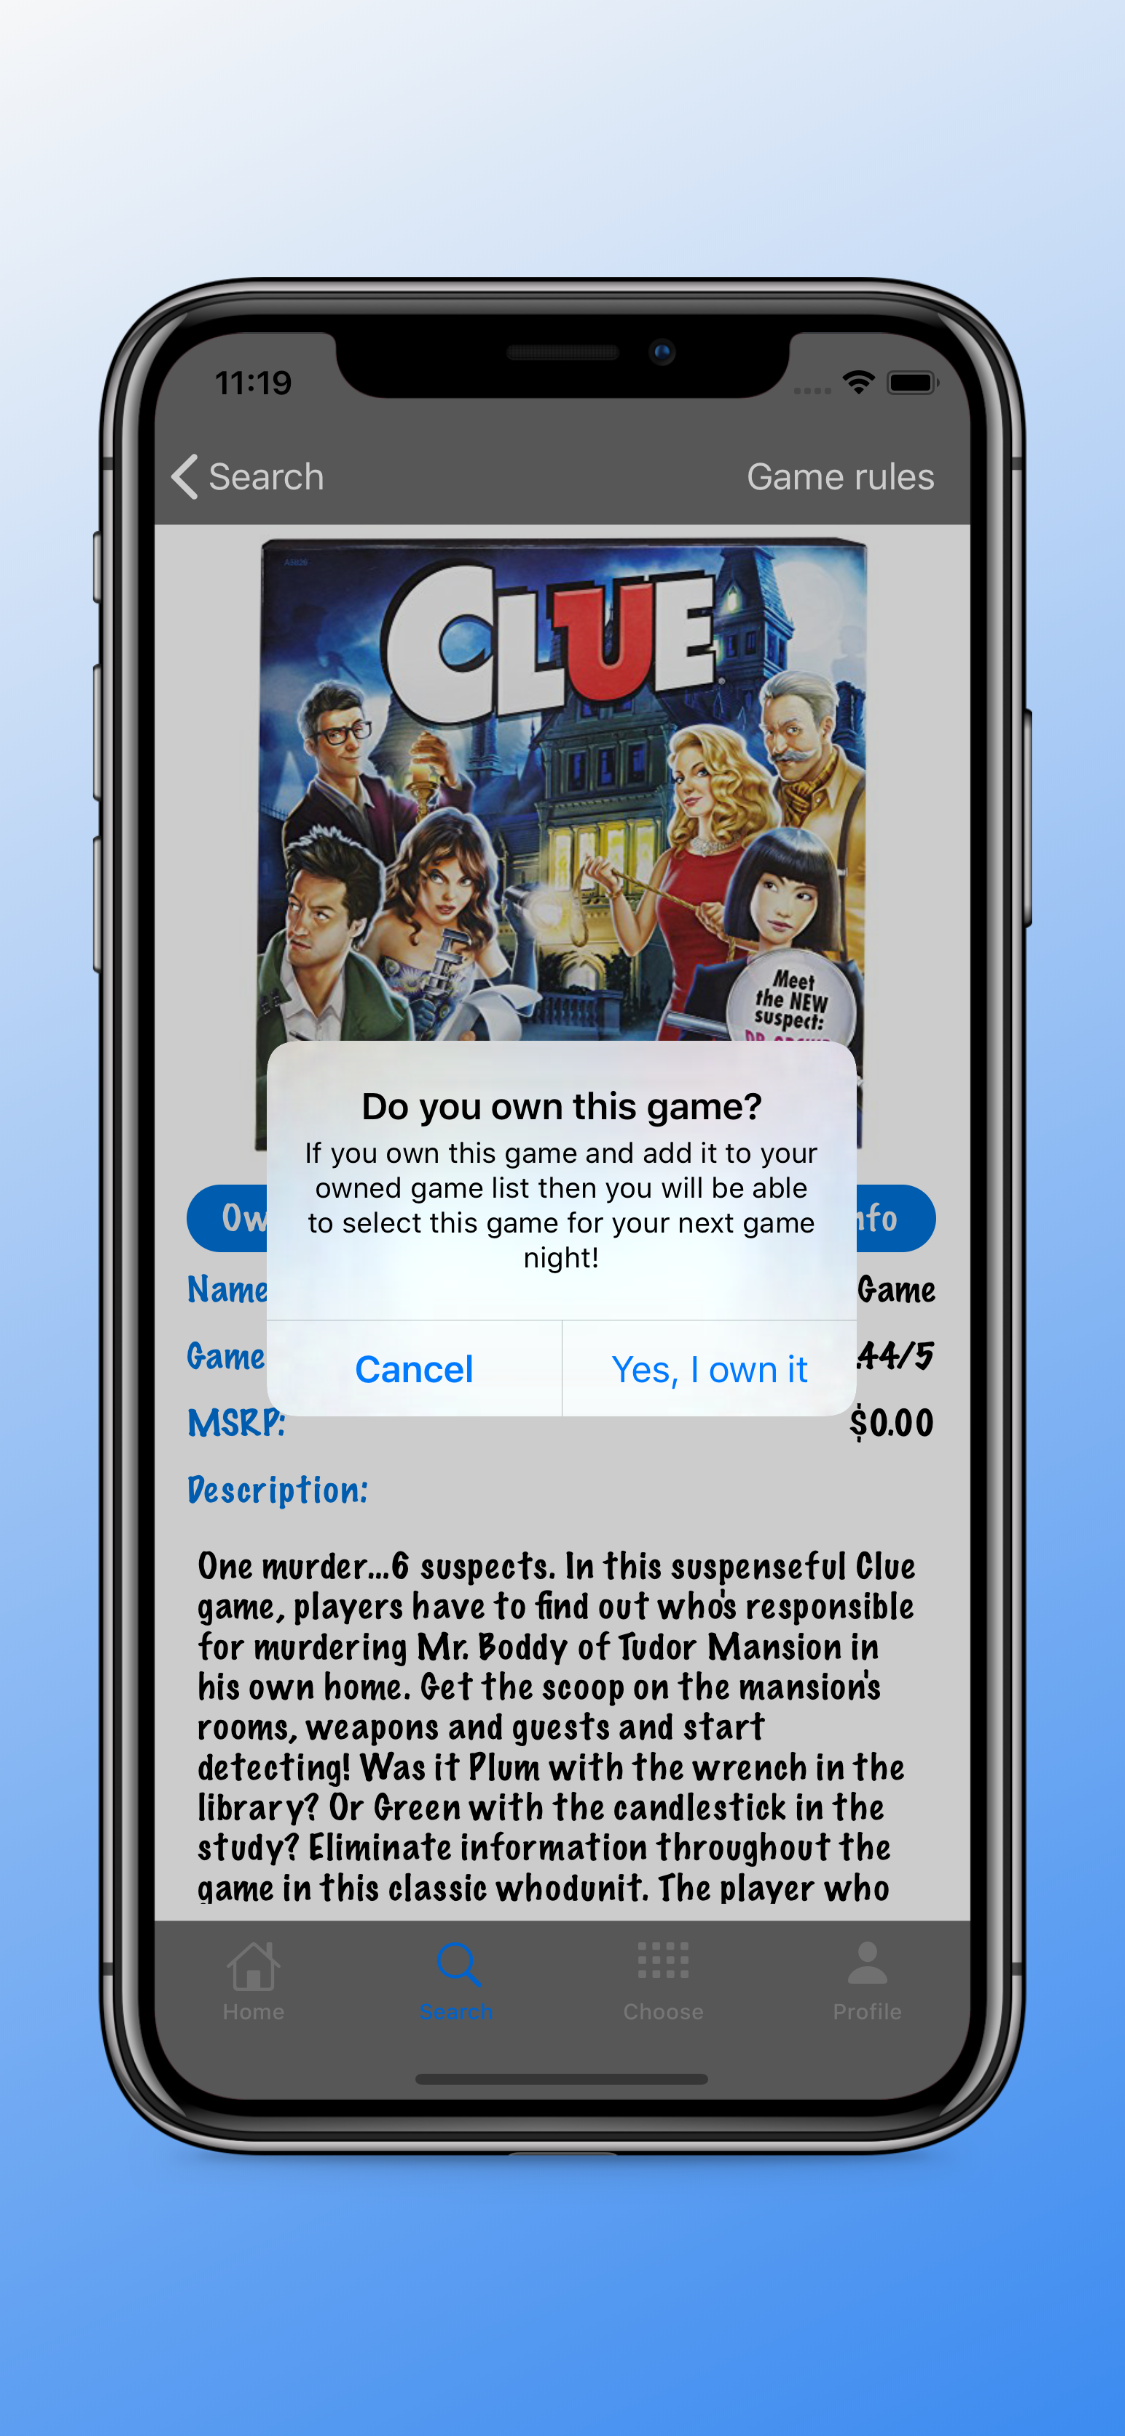 11:19
Search
Game rules
A5826
CLUE
Meet
the NEW
suspect:
Do you own this game?
If you own this game and add it to your
owned game list then you will be able
to select this game for your next game
night!
Name
Game
Game
.44/5
Cancel
Yes, I own it
MSRP:
$0.00
Description:
One murder...6 suspects. In this suspenseful Clue
game, players have to find out who's responsible
for murdering Mr. Boddy of Tudor Mansion in
his own home. Get the scoop on the mansion's
rooms, weapons and guests and start
detecting! Was it Plum with the wrench in the
library? Or Green with the candlestick in the
study? Eliminate information throughout the
game in this classic whodunit. The player who
Home
Search
Choose
Profile